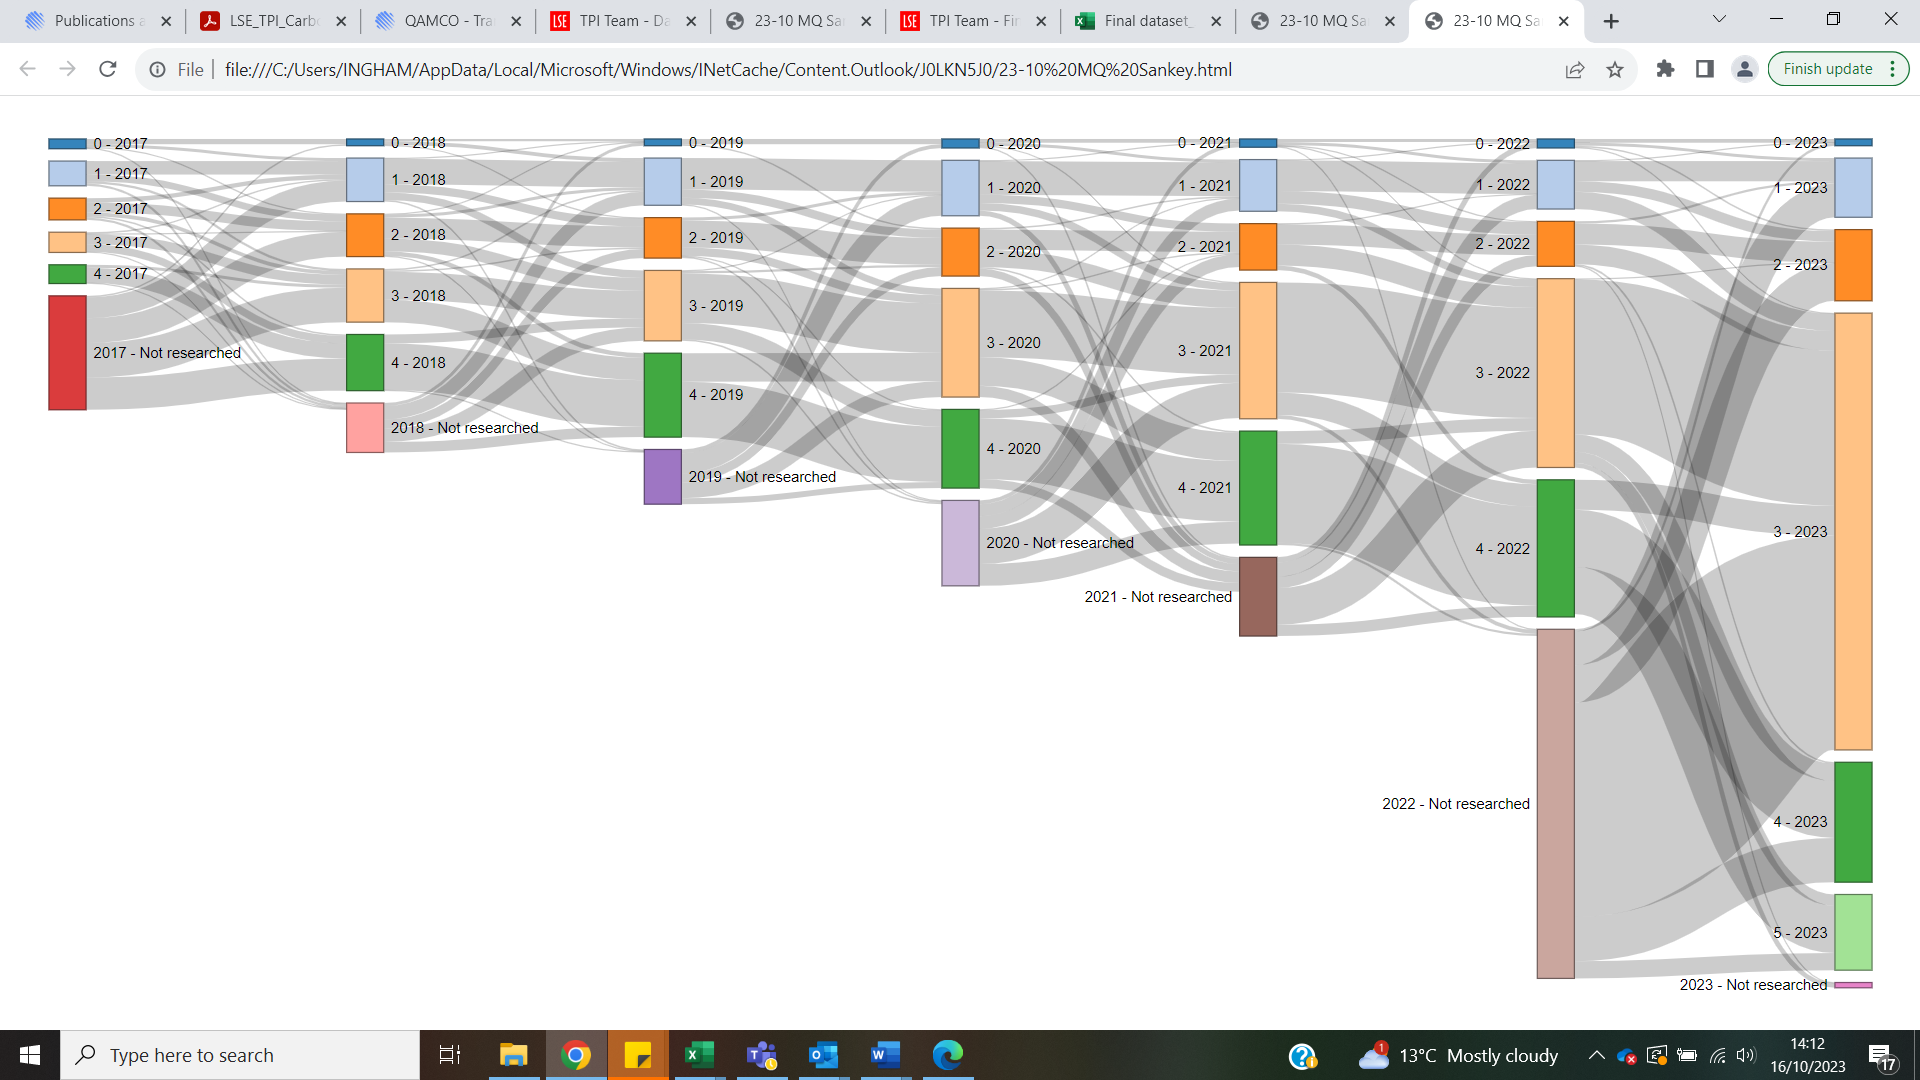 Publications a
LSE_TPI_Carb
QAMCO - Tra
TPI Team - Da
23-10 MQ Sa
TPI Team - Fi
Final dataset_
23-10 MQ Sa
23-10 MQ Sa
File
file:///C:/Users/INGHAM/AppData/Local/Microsoft/Windows/INetCache/Content.Outlook/J0LKN5J0/23-10%20MQ%20Sankey.html
Finish update
0 - 2017
1 - 2017
2 - 2017
3 - 2017
4 - 2017
2017 - Not researched
0 - 2018
1 - 2018
2 - 2018
3 - 2018
4 - 2018
2018 - Not researched
0 - 2019
1 - 2019
2 - 2019
3 - 2019
4 - 2019
2019 - Not researched
0 - 2020
1 - 2020
2 - 2020
3 - 2020
4 - 2020
2020 - Not researched
0 - 2021
1 - 2021
2 - 2021
3 - 2021
4 - 2021
2021 - Not researched
0 - 2022
1 - 2022
2 - 2022
3 - 2022
4 - 2022
2022 - Not researched
0 - 2023
1 - 2023
2 - 2023
3 - 2023
4 - 2023
5 - 2023
2023 - Not researched
Type here to search
13°C Mostly cloudy
14:12
16/10/2023
17